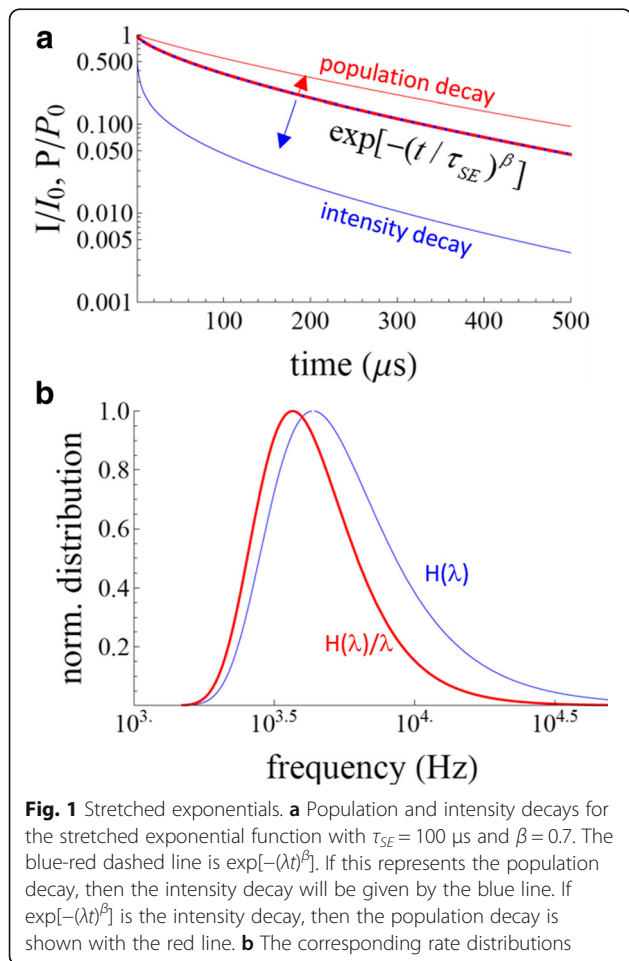 a
1
0.500
0.100
0.050
0.010
0.005
0.001
I/I₀, P/P₀
population decay
exp[−(t / τ_SE)^β]
intensity decay
100 200 300 400 500
time (μs)
b
1.0
0.8
0.6
0.4
0.2
norm. distribution
H(λ)
H(λ)/λ
10^3. 10^3.5 10^4. 10^4.5
frequency (Hz)
Fig. 1 Stretched exponentials. a Population and intensity decays for
the stretched exponential function with τ_SE = 100 μs and β = 0.7. The
blue-red dashed line is exp[−(λt)^β]. If this represents the population
decay, then the intensity decay will be given by the blue line. If
exp[−(λt)^β] is the intensity decay, then the population decay is
shown with the red line. b The corresponding rate distributions